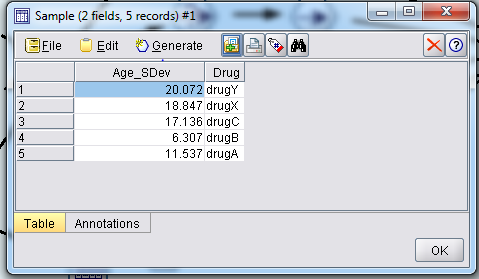 Sample (2 fields, 5 records) #1
File Edit Generate
Age_SDev Drug
1 20.072 drugY
2 18.847 drugX
3 17.136 drugC
4 6.307 drugB
5 11.537 drugA
Table Annotations
OK